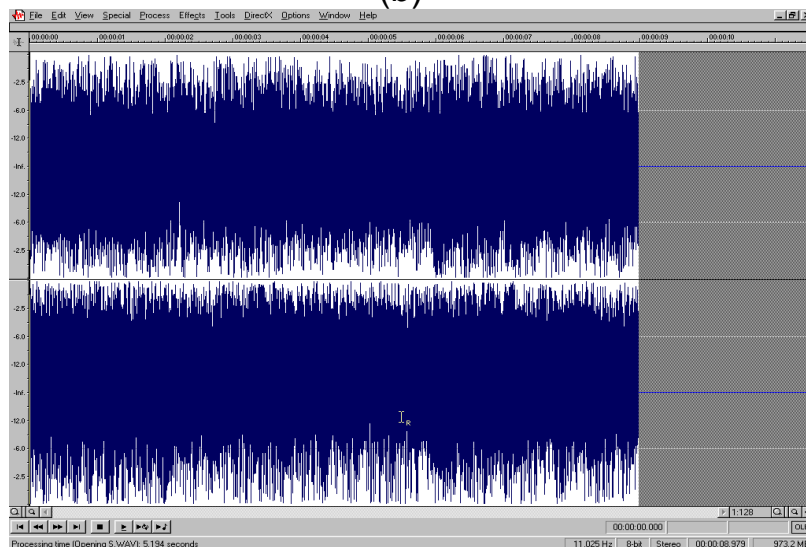 (b)
File Edit View Special Process Effects Tools DirectX Options Window Help
00:00:00 00:00:01 00:00:02 00:00:03 00:00:04 00:00:05 00:00:06 00:00:07 00:00:08 00:00:09 00:00:10
-2.5
-6.0
-12.0
-Inf.
-12.0
-6.0
-2.5
-2.5
-6.0
-12.0
-Inf.
-12.0
-6.0
-2.5
R
1:128
00:00:00.000
Processing time (Opening S.WAV): 5.194 seconds 11,025 Hz 8-bit Stereo 00:00:08.979 973.2 M